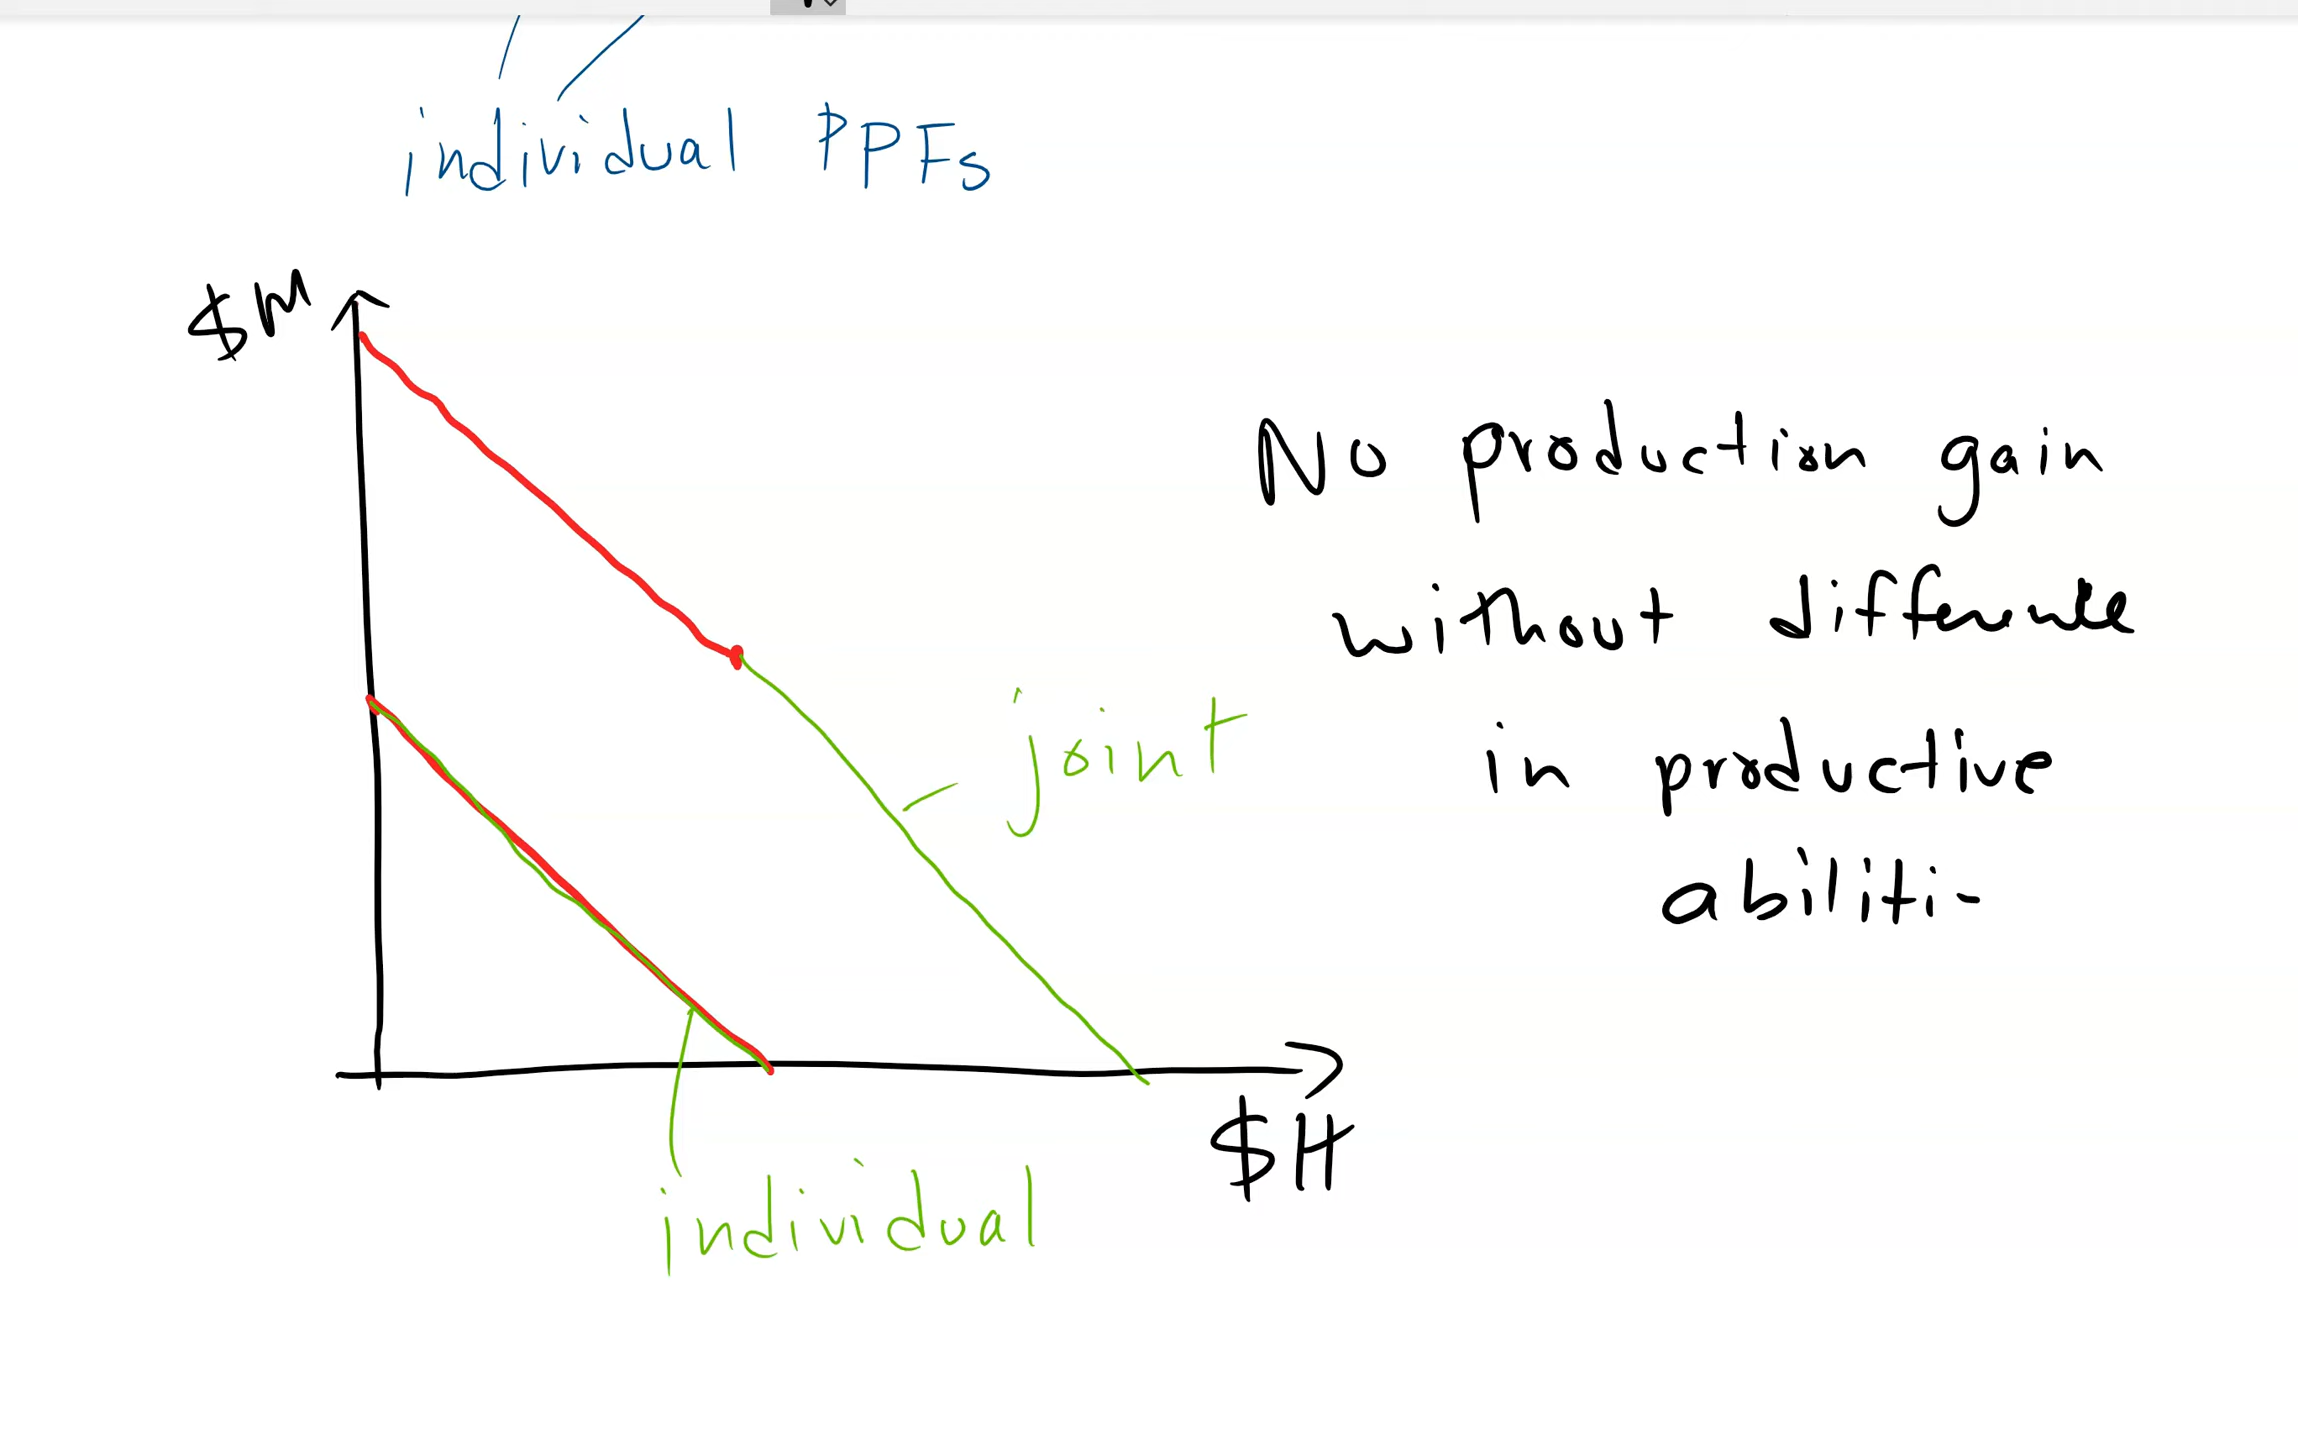 individual PPFs
$M
No production gain
without difference
joint
in productive
abiliti
$H
individual